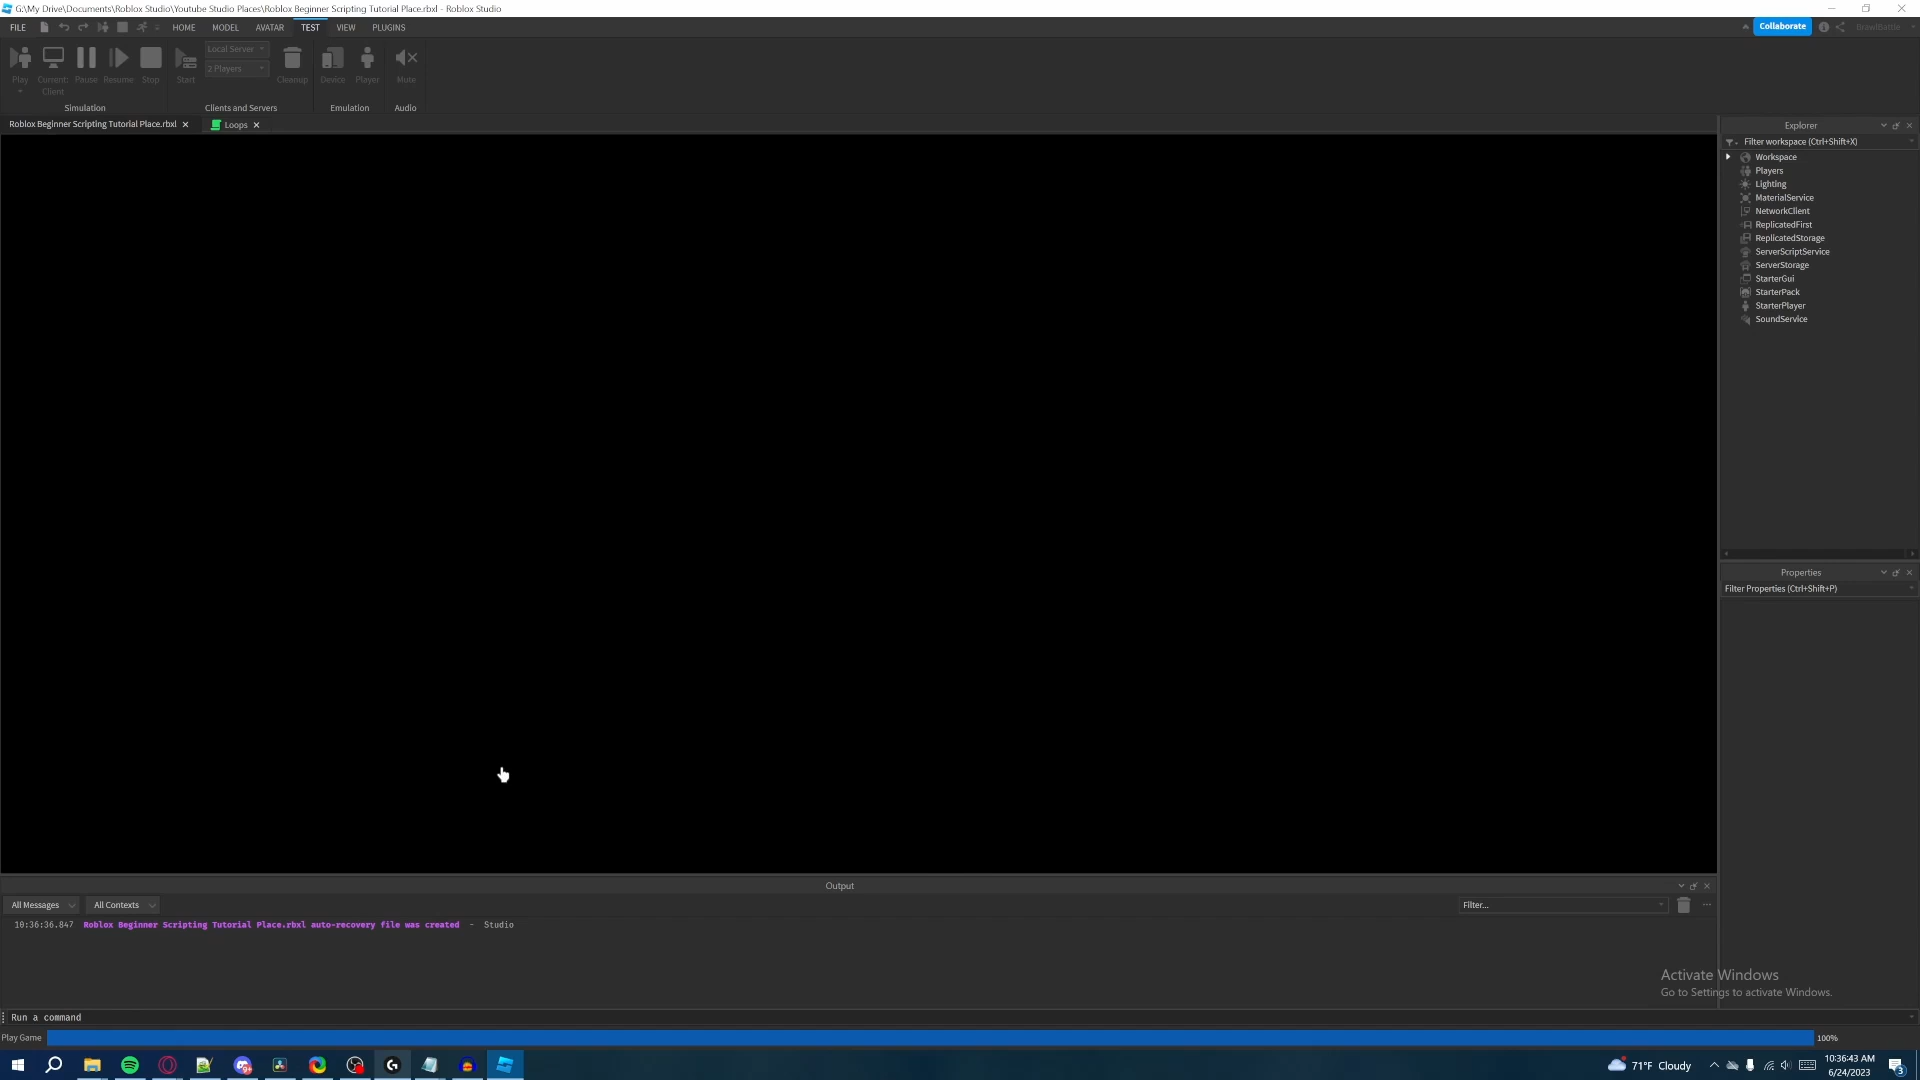 G:\My Drive\Documents\Roblox Studio\Youtube Studio Places\Roblox Beginner Scripting Tutorial Place.rbxl - Roblox Studio
FILE HOME MODEL AVATAR TEST VIEW PLUGINS Collaborate BrawlBattle
Local Server
2 Players
Play Current: Client Pause Resume Stop Start Cleanup Device Player Mute
Simulation Clients and Servers Emulation Audio
Roblox Beginner Scripting Tutorial Place.rbxl Loops
Explorer
Filter workspace (Ctrl+Shift+X)
Workspace
Players
Lighting
MaterialService
NetworkClient
ReplicatedFirst
ReplicatedStorage
ServerScriptService
ServerStorage
StarterGui
StarterPack
StarterPlayer
SoundService
Properties
Filter Properties (Ctrl+Shift+P)
Output
All Messages All Contexts Filter...
10:36:36.847 Roblox Beginner Scripting Tutorial Place.rbxl auto-recovery file was created - Studio
Activate Windows
Go to Settings to activate Windows.
Run a command
Play Game 100%
71°F Cloudy
10:36:43 AM
6/24/2023
3